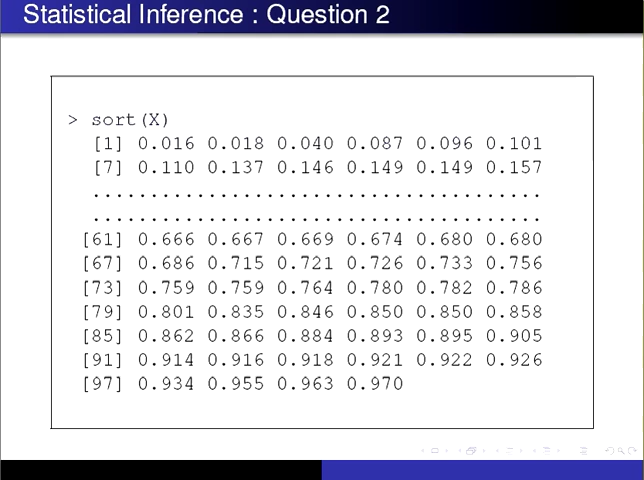 Statistical Inference : Question 2
> sort(X)
[1] 0.016 0.018 0.040 0.087 0.096 0.101
[7] 0.110 0.137 0.146 0.149 0.149 0.157
.......................................
.......................................
[61] 0.666 0.667 0.669 0.674 0.680 0.680
[67] 0.686 0.715 0.721 0.726 0.733 0.756
[73] 0.759 0.759 0.764 0.780 0.782 0.786
[79] 0.801 0.835 0.846 0.850 0.850 0.858
[85] 0.862 0.866 0.884 0.893 0.895 0.905
[91] 0.914 0.916 0.918 0.921 0.922 0.926
[97] 0.934 0.955 0.963 0.970